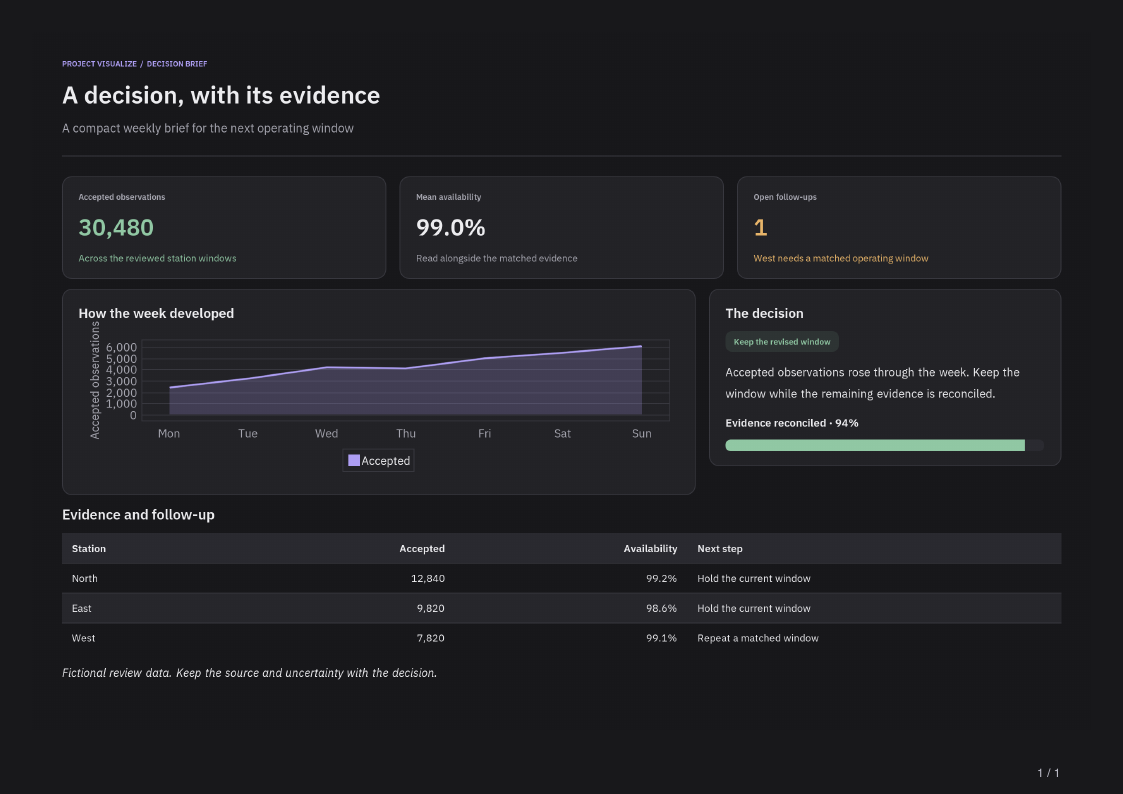 PROJECT VISUALIZE / DECISION BRIEF
A decision, with its evidence
A compact weekly brief for the next operating window
Accepted observations
30,480
Across the reviewed station windows
Mean availability
99.0%
Read alongside the matched evidence
Open follow-ups
1
West needs a matched operating window
How the week developed
Accepted observations
6,000
5,000
4,000
3,000
2,000
1,000
0
Mon Tue Wed Thu Fri Sat Sun
Accepted
The decision
Keep the revised window
Accepted observations rose through the week. Keep the
window while the remaining evidence is reconciled.
Evidence reconciled · 94%
Evidence and follow-up
Station Accepted Availability Next step
North 12,840 99.2% Hold the current window
East 9,820 98.6% Hold the current window
West 7,820 99.1% Repeat a matched window
Fictional review data. Keep the source and uncertainty with the decision.
1 / 1